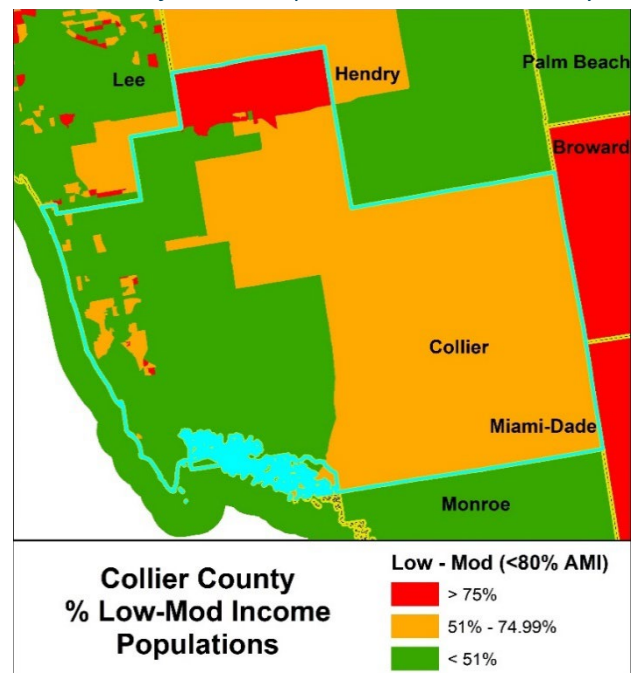 Lee
Hendry
Palm Beach
Broward
Collier
Miami-Dade
Monroe
Collier County
% Low-Mod Income
Populations
Low - Mod (<80% AMI)
> 75%
51% - 74.99%
< 51%